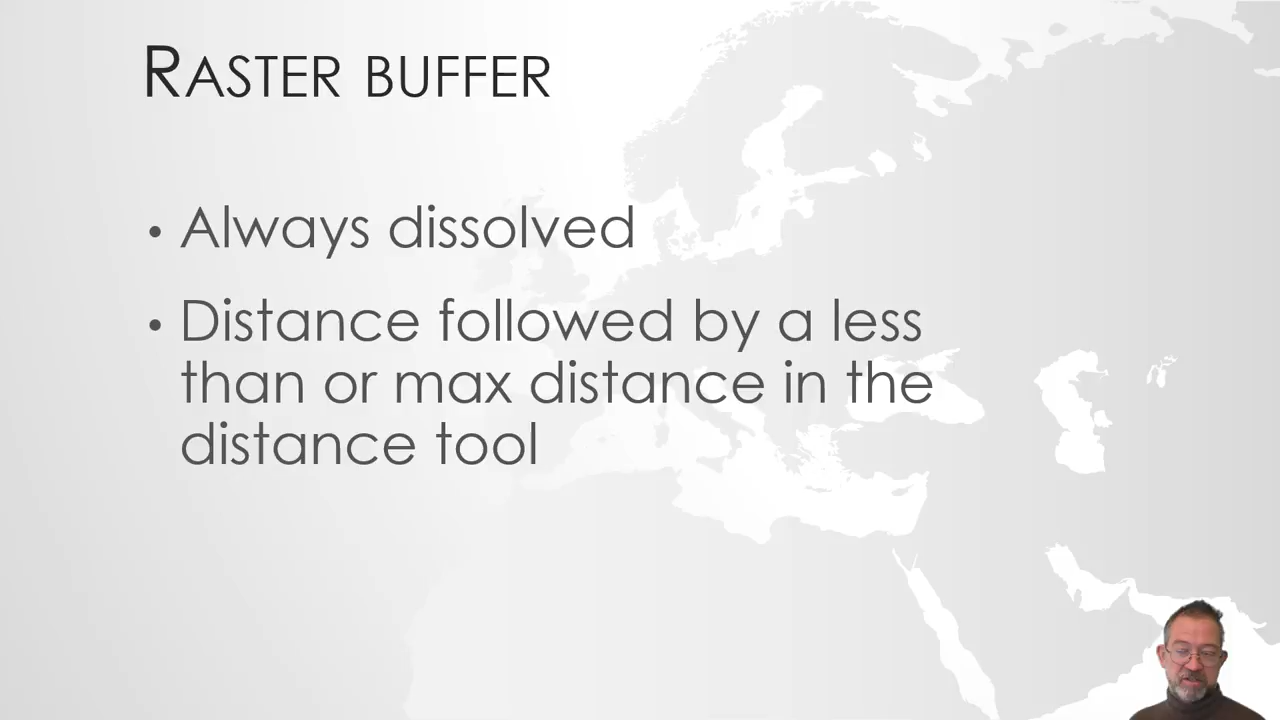 RASTER BUFFER
• Always dissolved
• Distance followed by a less
than or max distance in the
distance tool